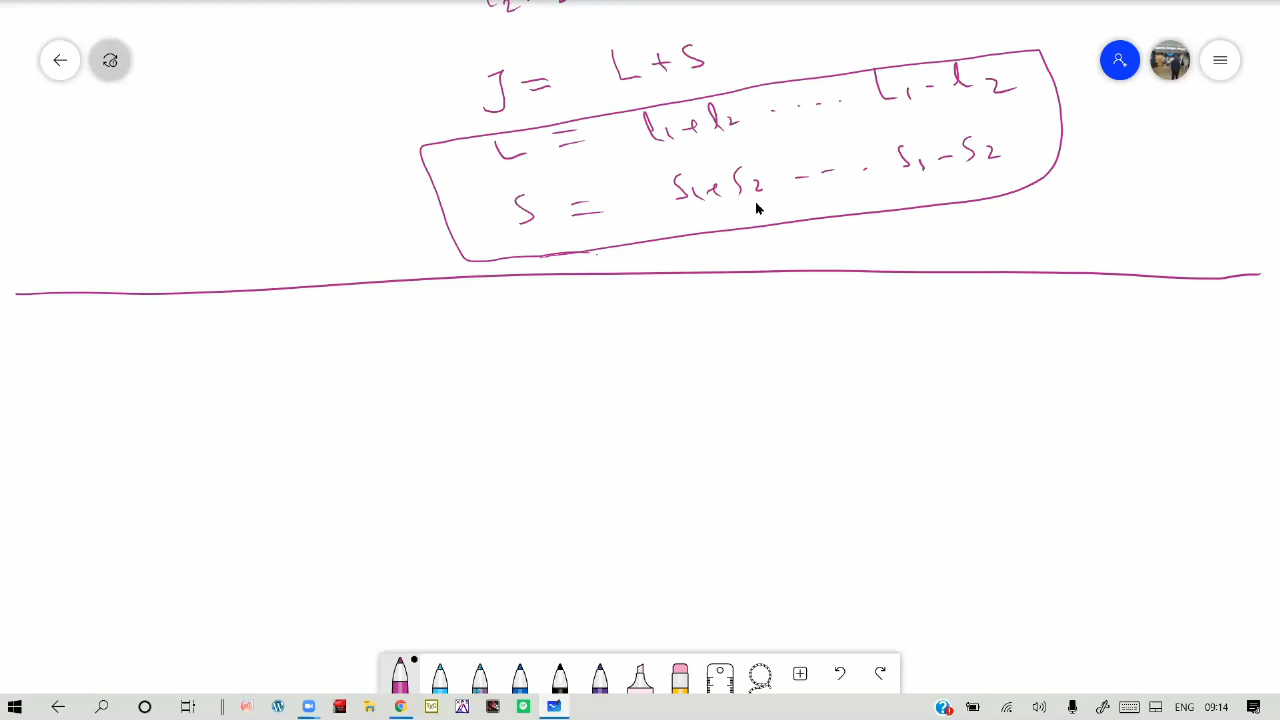 J = L + S
L = l₁ + l₂ .... l₁ - l₂
S = s₁ + s₂ --- . s₁ - s₂
ENG 09:14